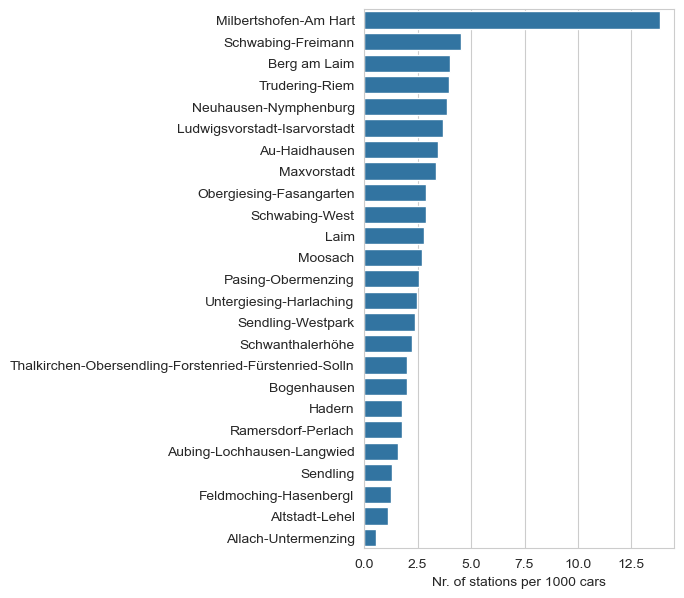 Milbertshofen-Am Hart
Schwabing-Freimann
Berg am Laim
Trudering-Riem
Neuhausen-Nymphenburg
Ludwigsvorstadt-Isarvorstadt
Au-Haidhausen
Maxvorstadt
Obergiesing-Fasangarten
Schwabing-West
Laim
Moosach
Pasing-Obermenzing
Untergiesing-Harlaching
Sendling-Westpark
Schwanthalerhöhe
Thalkirchen-Obersendling-Forstenried-Fürstenried-Solln
Bogenhausen
Hadern
Ramersdorf-Perlach
Aubing-Lochhausen-Langwied
Sendling
Feldmoching-Hasenbergl
Altstadt-Lehel
Allach-Untermenzing
0.0 2.5 5.0 7.5 10.0 12.5
Nr. of stations per 1000 cars